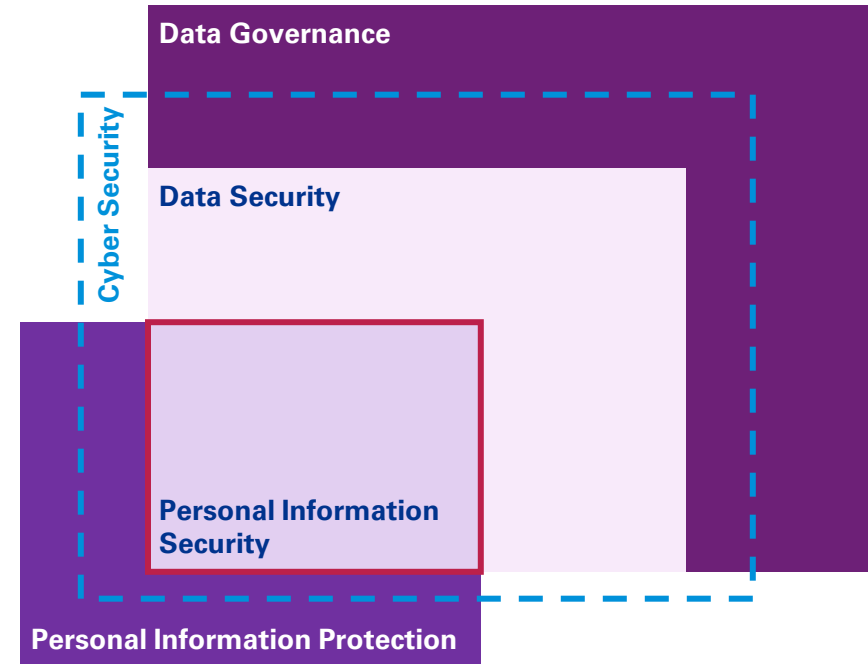 Data Governance
Cyber Security
Data Security
Personal Information
Security
Personal Information Protection